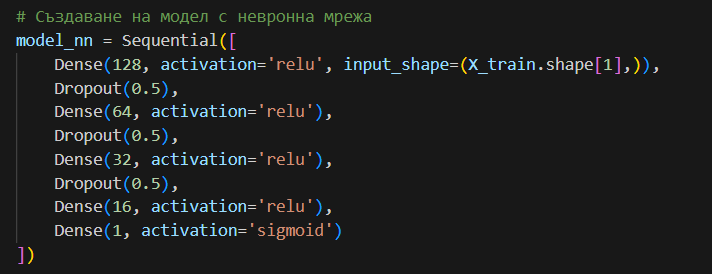 # Създаване на модел с невронна мрежа
model_nn = Sequential([
    Dense(128, activation='relu', input_shape=(X_train.shape[1],)),
    Dropout(0.5),
    Dense(64, activation='relu'),
    Dropout(0.5),
    Dense(32, activation='relu'),
    Dropout(0.5),
    Dense(16, activation='relu'),
    Dense(1, activation='sigmoid')
])